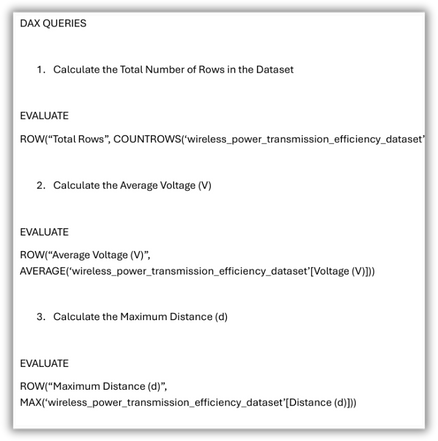 DAX QUERIES
1. Calculate the Total Number of Rows in the Dataset
EVALUATE
ROW(“Total Rows”, COUNTROWS(‘wireless_power_transmission_efficiency_dataset’
2. Calculate the Average Voltage (V)
EVALUATE
ROW(“Average Voltage (V)”,
AVERAGE(‘wireless_power_transmission_efficiency_dataset’[Voltage (V)]))
3. Calculate the Maximum Distance (d)
EVALUATE
ROW(“Maximum Distance (d)”,
MAX(‘wireless_power_transmission_efficiency_dataset’[Distance (d)]))